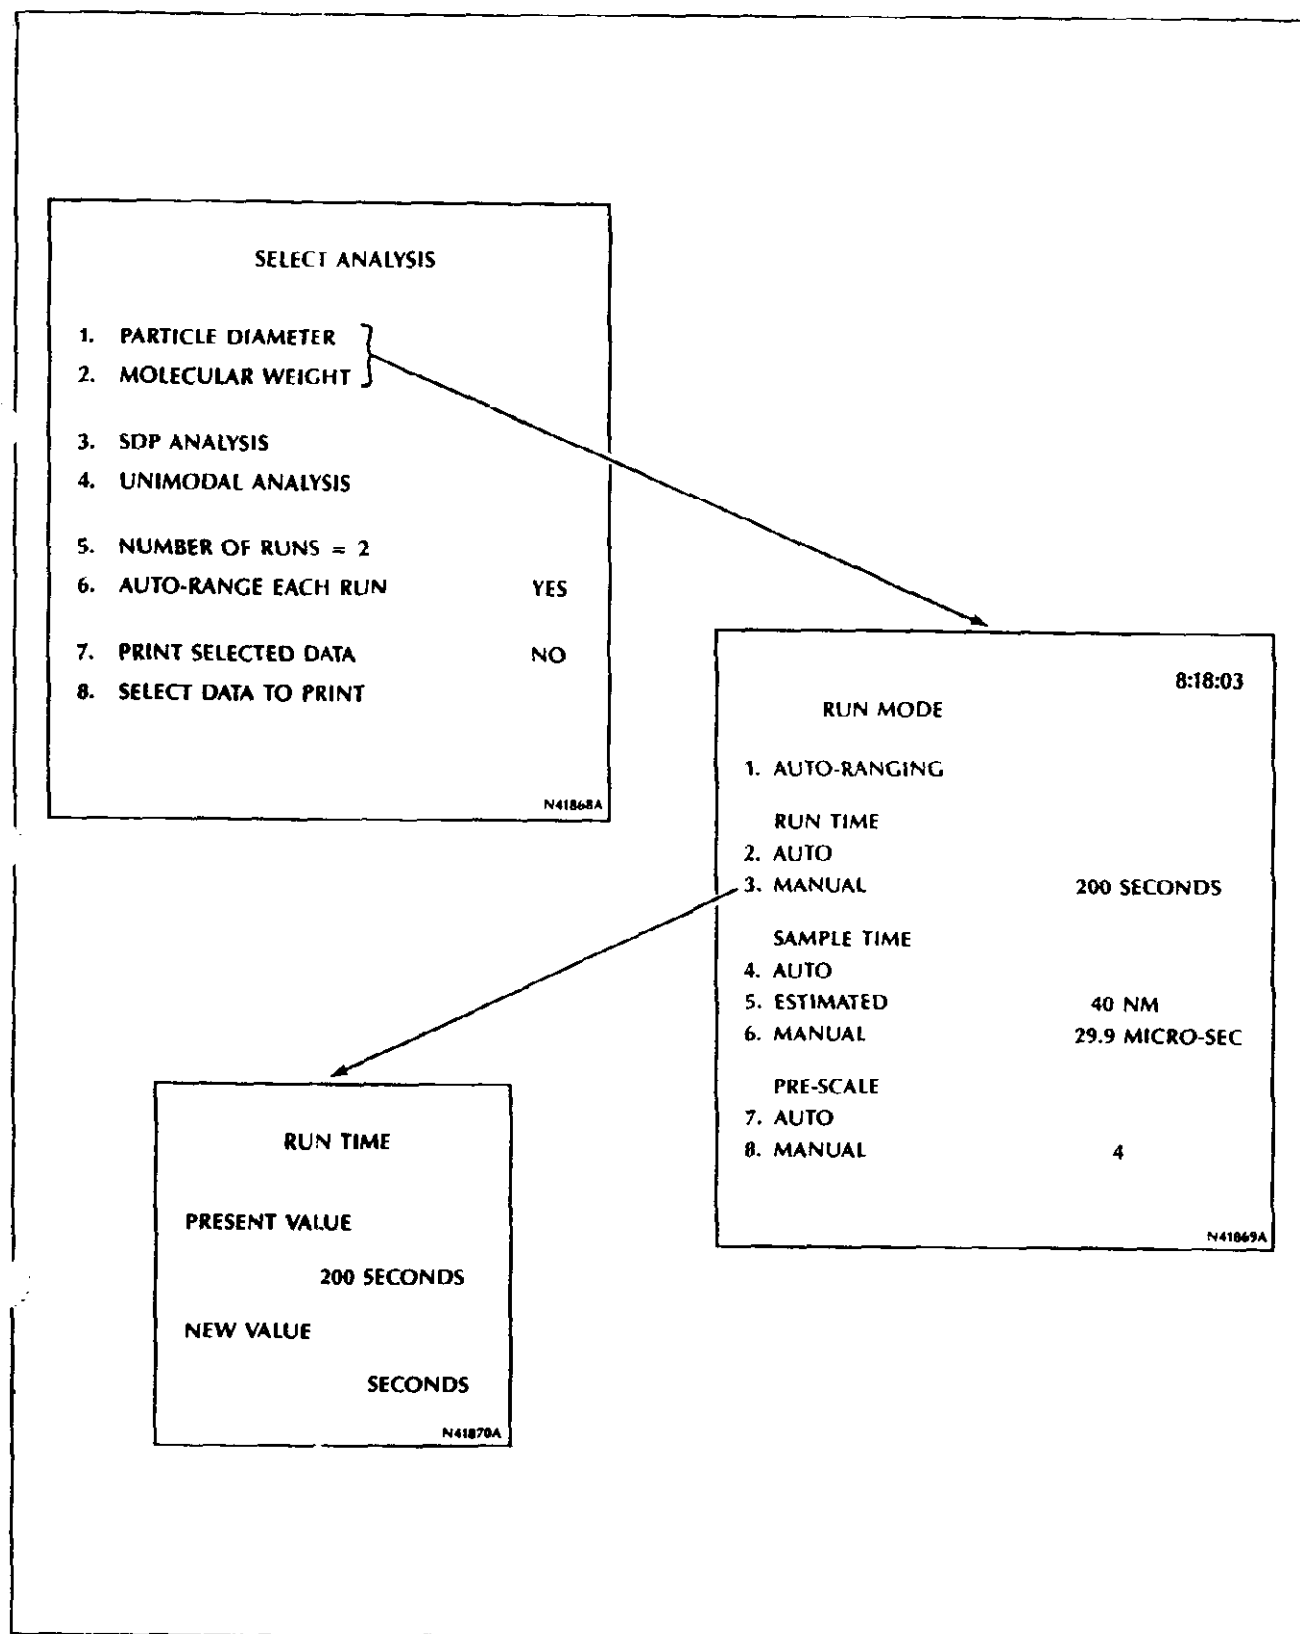 SELECT ANALYSIS
1. PARTICLE DIAMETER
2. MOLECULAR WEIGHT
3. SDP ANALYSIS
4. UNIMODAL ANALYSIS
5. NUMBER OF RUNS = 2
6. AUTO-RANGE EACH RUN YES
7. PRINT SELECTED DATA NO
8. SELECT DATA TO PRINT
N41868A
8:18:03
RUN MODE
1. AUTO-RANGING
RUN TIME
2. AUTO
3. MANUAL 200 SECONDS
SAMPLE TIME
4. AUTO
5. ESTIMATED 40 NM
6. MANUAL 29.9 MICRO-SEC
PRE-SCALE
7. AUTO
8. MANUAL 4
N41869A
RUN TIME
PRESENT VALUE
200 SECONDS
NEW VALUE
SECONDS
N41870A